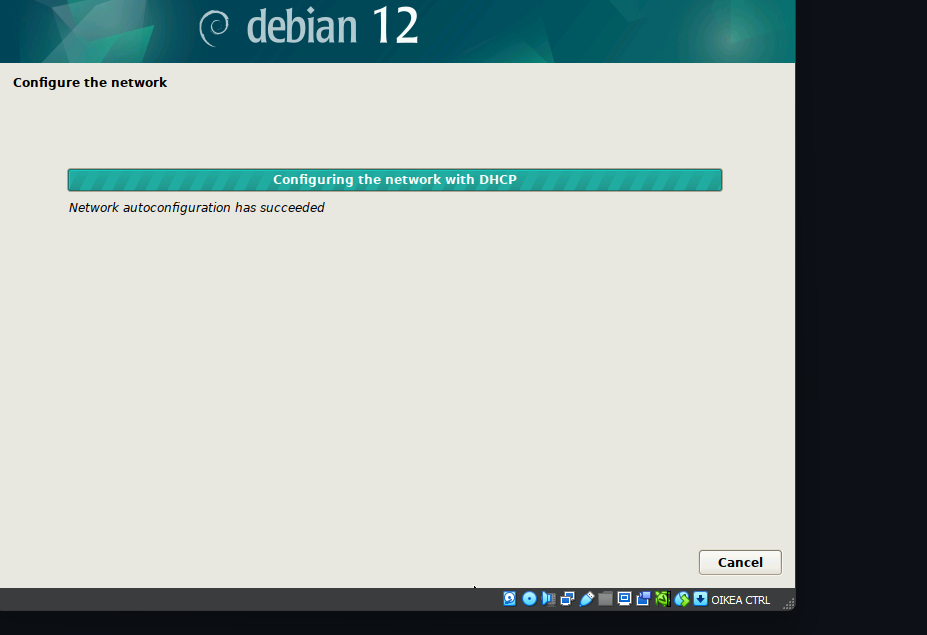 debian 12
Configure the network
Configuring the network with DHCP
Network autoconfiguration has succeeded
Cancel
OIKEA CTRL